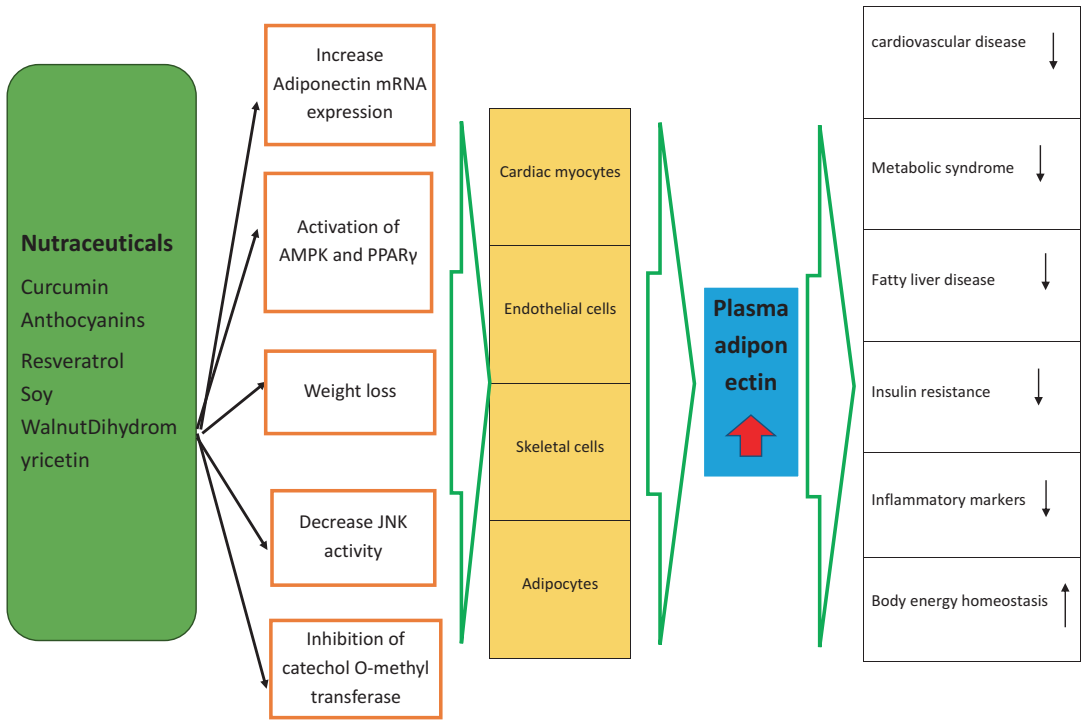 Nutraceuticals
Curcumin
Anthocyanins
Resveratrol
Soy
WalnutDihydrom
yricetin
Increase
Adiponectin mRNA
expression
Activation of
AMPK and PPARγ
Weight loss
Decrease JNK
activity
Inhibition of
catechol O-methyl
transferase
Cardiac myocytes
Endothelial cells
Skeletal cells
Adipocytes
Plasma
adipon
ectin
cardiovascular disease
Metabolic syndrome
Fatty liver disease
Insulin resistance
Inflammatory markers
Body energy homeostasis